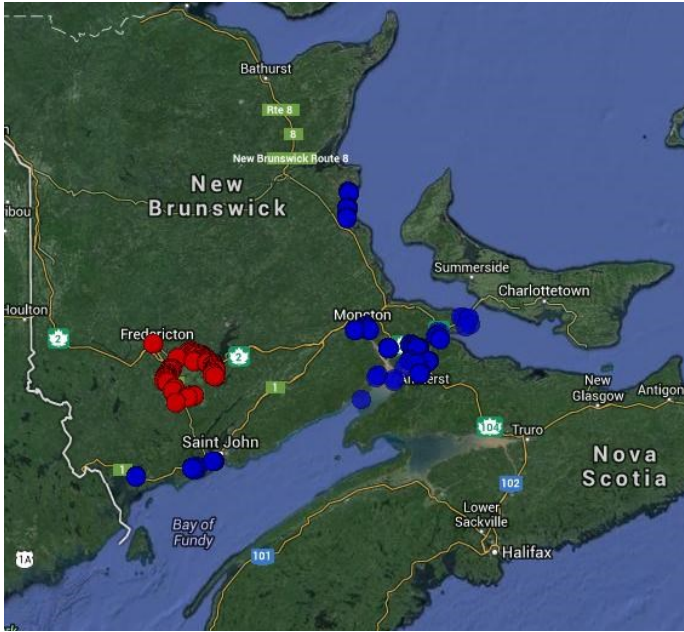 Bathurst
Rte 8
8
New Brunswick Route 8
New
Brunswick
ibou
Summerside
Charlottetown
Houlton
2
Fredericton
Moncton
2
1
Amherst
New
Glasgow
Antigon
104
Truro
Saint John
Nova
Scotia
1
102
Bay of
Fundy
Lower
Sackville
1A
101
Halifax